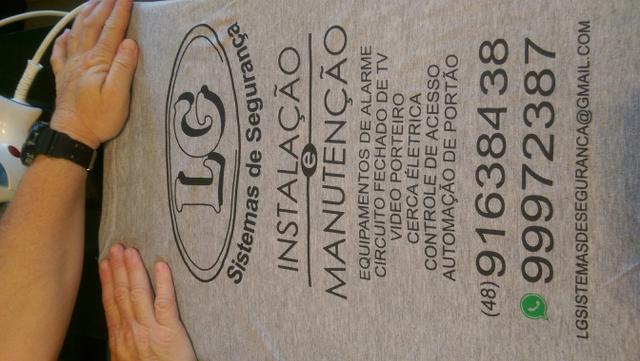 LG
Sistemas de Segurança
INSTALAÇÃO
e
MANUTENÇÃO
EQUIPAMENTOS DE ALARME
CIRCUITO FECHADO DE TV
VIDEO PORTEIRO
CERCA ÉLETRICA
CONTROLE DE ACESSO
AUTOMAÇÃO DE PORTÃO
(48) 91638438
99972387
LGSISTEMASDESEGURANCA@GMAIL.COM